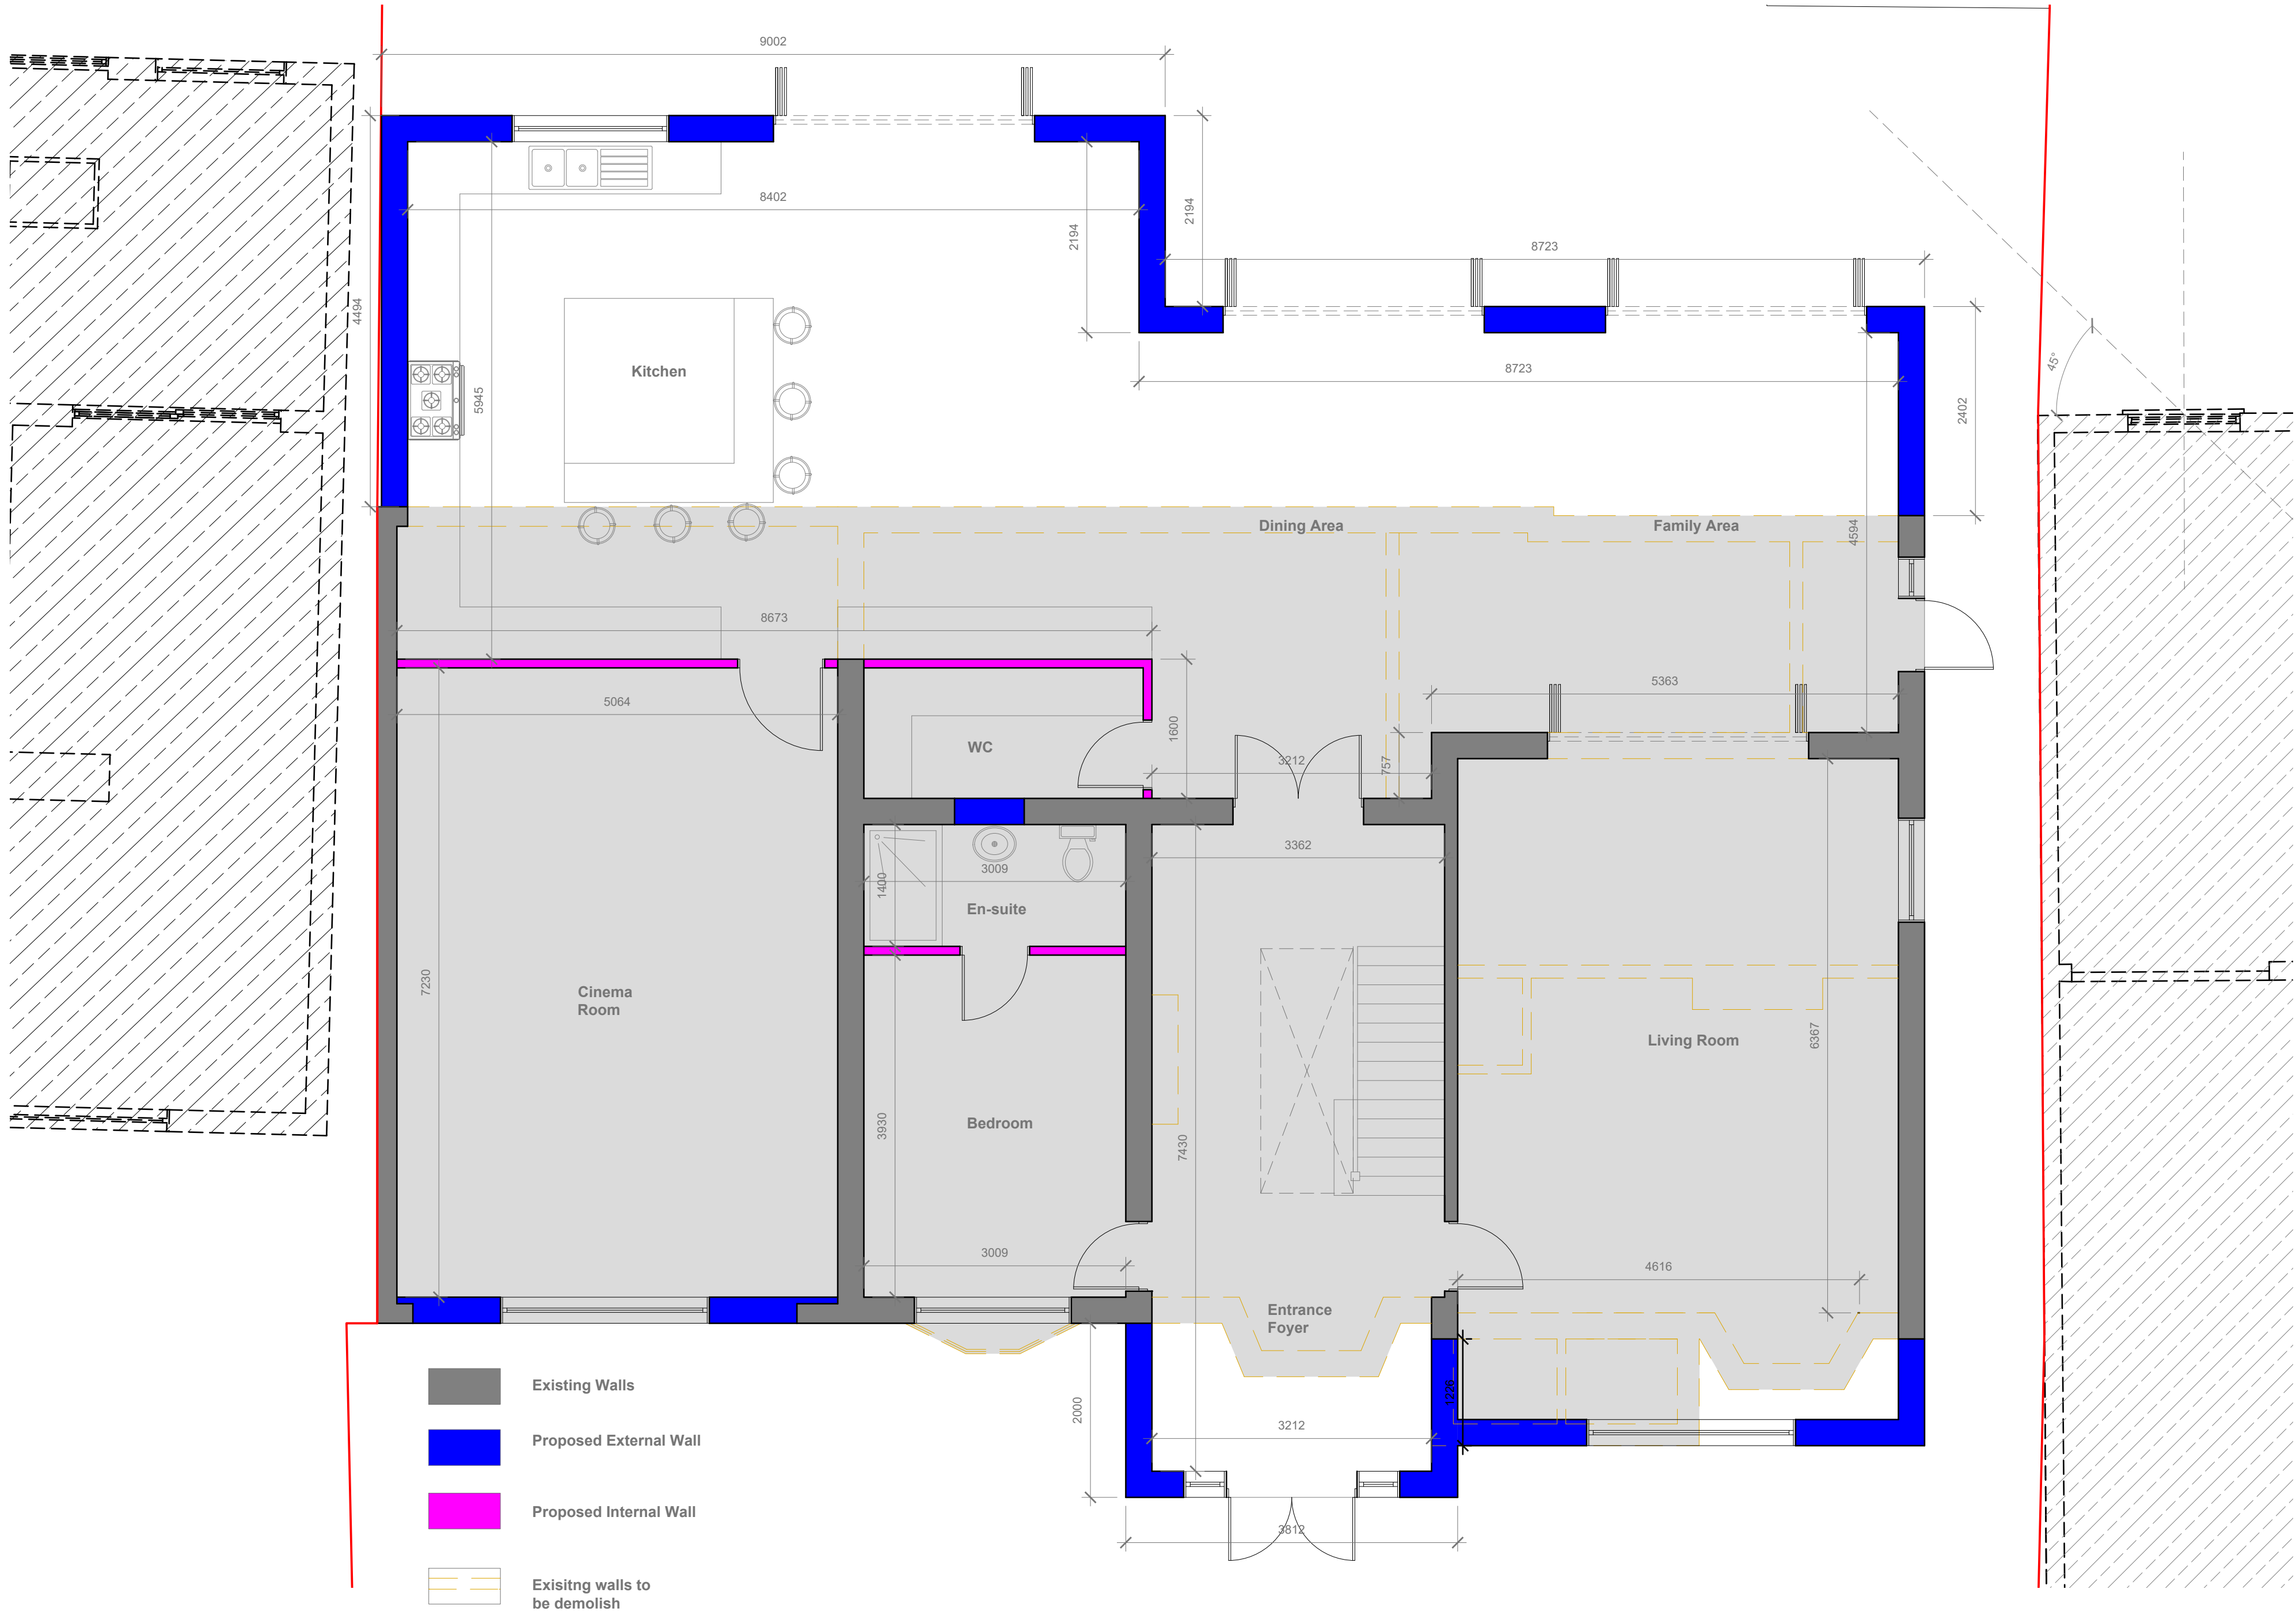 9002
8402
2194
2194
8723
4494
Kitchen
5945
8723
2402
45°
Dining Area
Family Area
4594
8673
5064
5363
WC
1600
3212
757
3362
1400
3009
En-suite
7230
Cinema
Room
6367
Living Room
3930
Bedroom
7430
3009
4616
Entrance
Foyer
1226
2000
3212
3812
Existing Walls
Proposed External Wall
Proposed Internal Wall
Exisitng walls to
be demolish